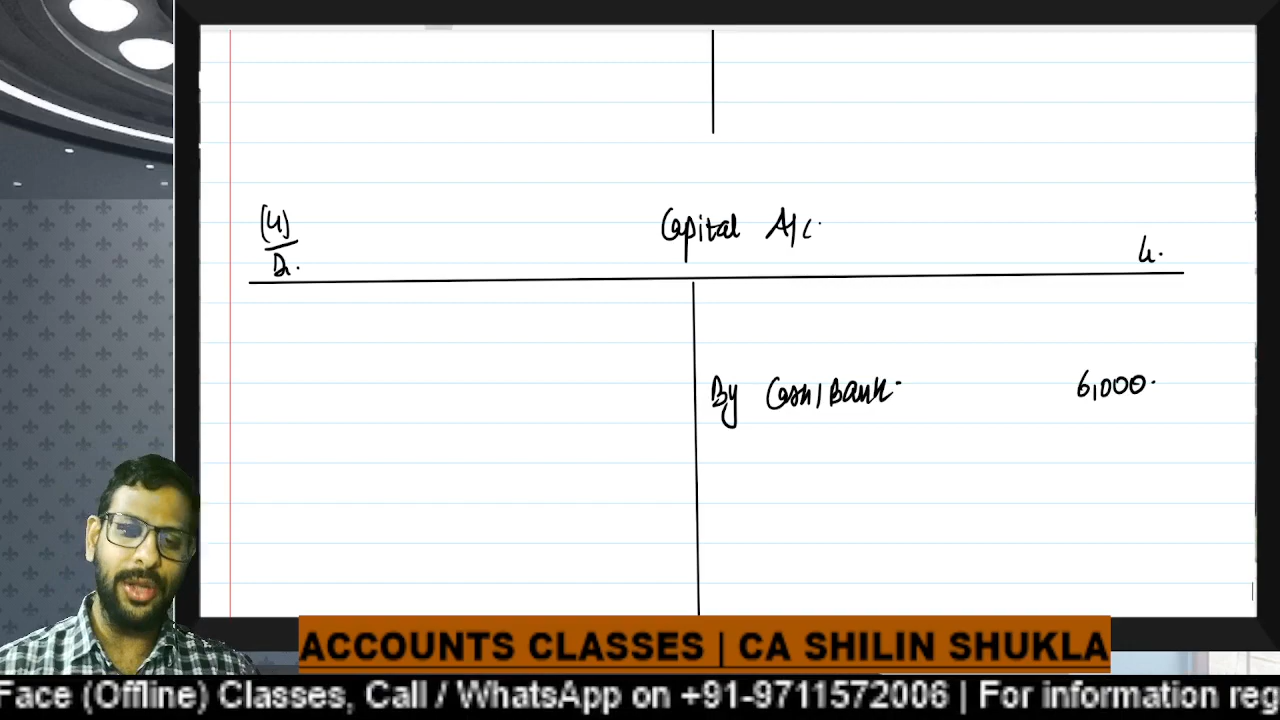 (4) Capital A/c.
Dr. Cr.
By Cash/Bank 6,000.
ACCOUNTS CLASSES | CA SHILIN SHUKLA
Face (Offline) Classes, Call / WhatsApp on +91-9711572006 | For information reg